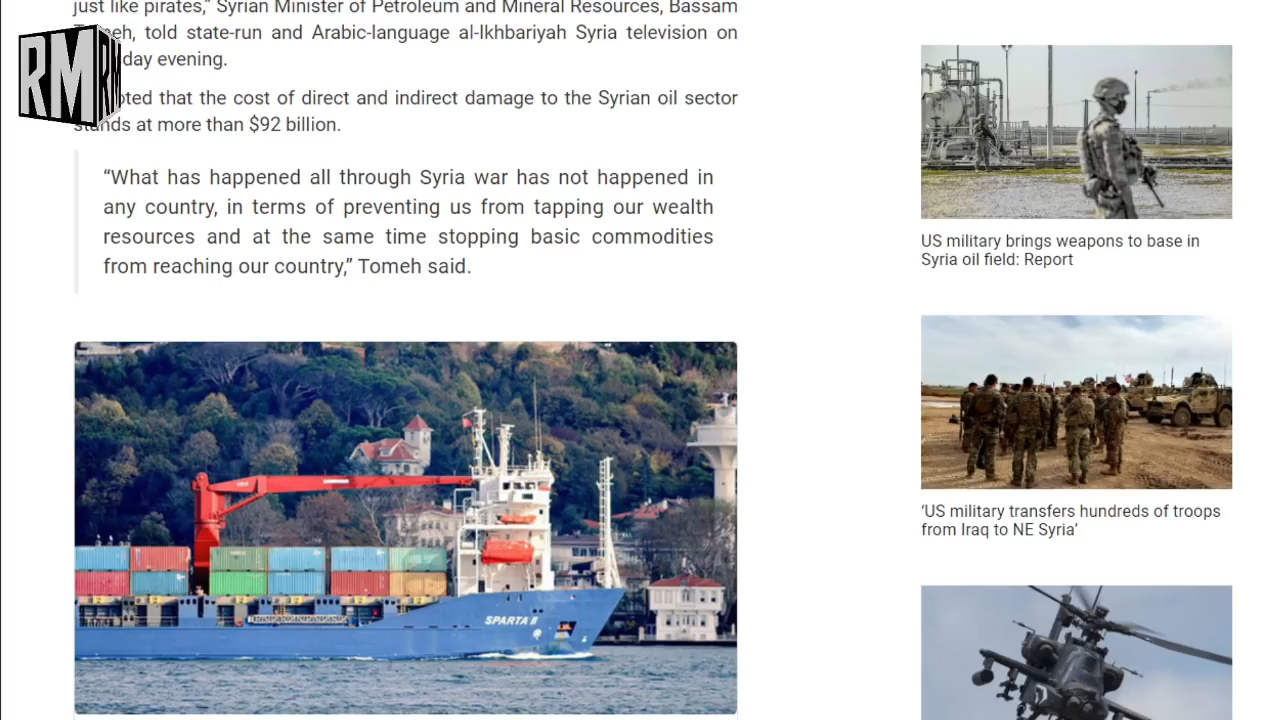 just like pirates,” Syrian Minister of Petroleum and Mineral Resources, Bassam
told state-run and Arabic-language al-Ikhbariyah Syria television on
day evening.
that the cost of direct and indirect damage to the Syrian oil sector
stands at more than $92 billion.
“What has happened all through Syria war has not happened in
any country, in terms of preventing us from tapping our wealth
resources and at the same time stopping basic commodities
from reaching our country,” Tomeh said.
SPARTA II
US military brings weapons to base in
Syria oil field: Report
‘US military transfers hundreds of troops
from Iraq to NE Syria’
RM
RM